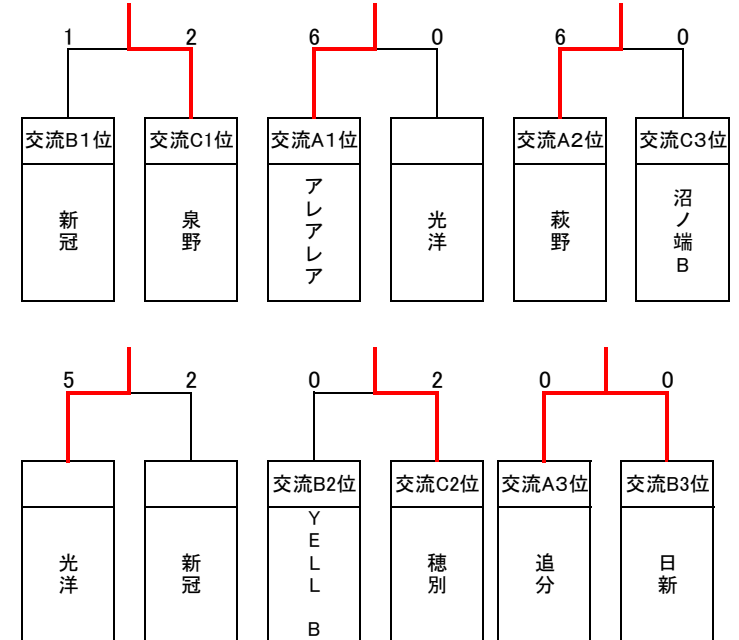 1 2 6 0 6 0
交流B1位 交流C1位 交流A1位 交流A2位 交流C3位
新冠 泉野 アレアレア 光洋 萩野 沼ノ端B
5 2 0 2 0 0
交流B2位 交流C2位 交流A3位 交流B3位
光洋 新冠 YELL B 穂別 追分 日新